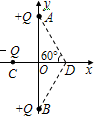 y
+Q A
- Q
60°
C O D x
+Q B